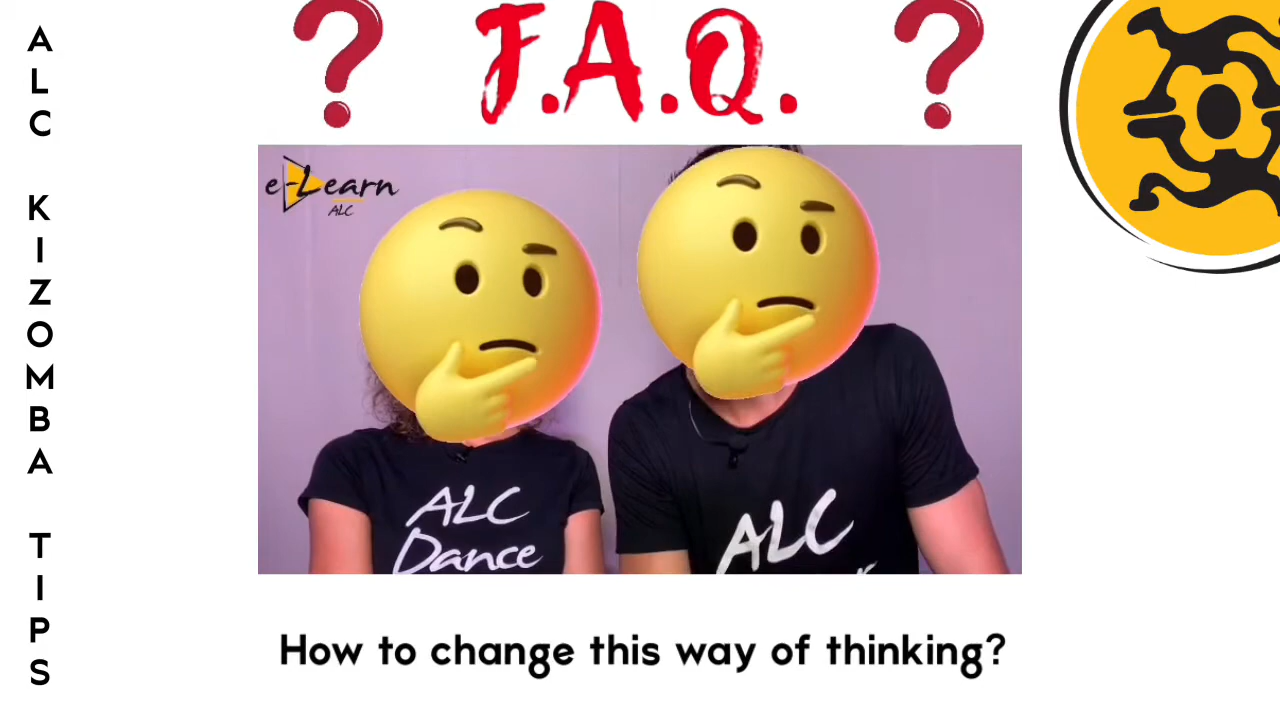 ALC KIZOMBA TIPS
? F.A.Q. ?
e-Learn
ALC
ALC
Dance
ALC
How to change this way of thinking?